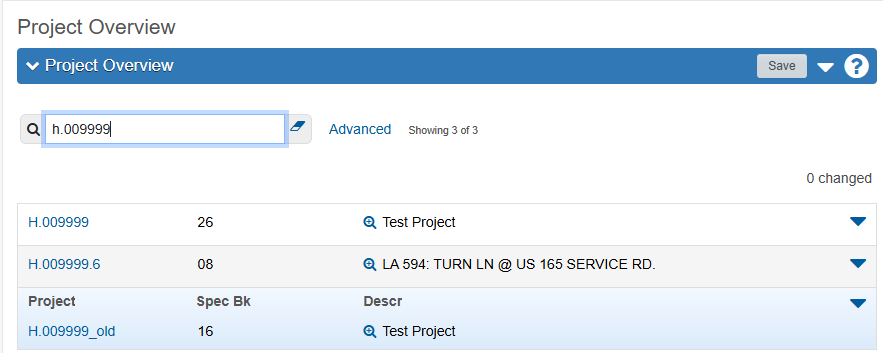 Project Overview
Project Overview Save ?
h.009999 Advanced Showing 3 of 3
0 changed
H.009999 26 Test Project
H.009999.6 08 LA 594: TURN LN @ US 165 SERVICE RD.
Project Spec Bk Descr
H.009999_old 16 Test Project